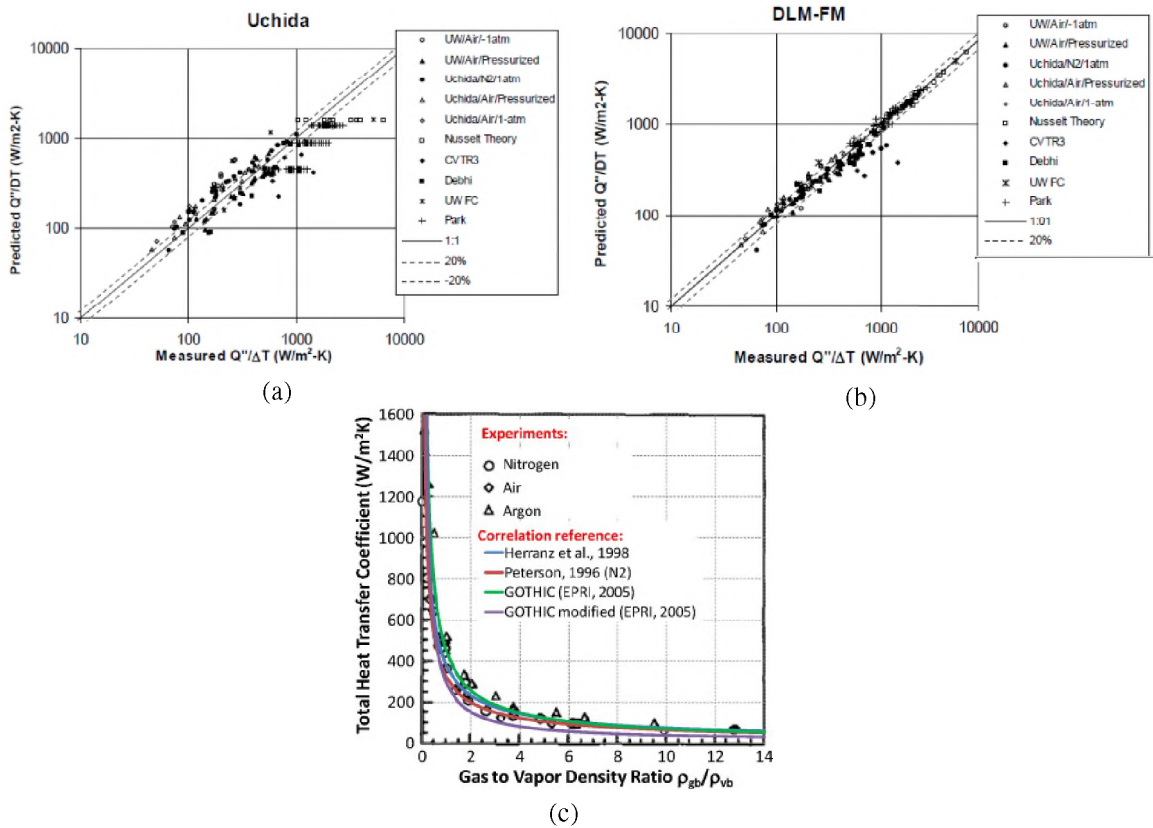 Uchida
10000
1000
100
10
10
100
1000
10000
Predicted Q"/DT (W/m2-K)
Measured Q"/ΔT (W/m²-K)
UW/Air/-1atm
UW/Air/Pressurized
Uchida/N2/1atm
Uchida/Air/Pressurized
Uchida/Air/1-atm
Nusselt Theory
CVTR3
Debhi
UW FC
Park
1:1
20%
-20%
(a)
DLM-FM
10000
1000
100
10
10
100
1000
10000
Predicted Q"/DT (W/m2-K)
Measured Q"/ΔT (W/m²-K)
UW/Air/-1atm
UW/Air/Pressurized
Uchida/N2/1atm
Uchida/Air/Pressurized
Uchida/Air/1-atm
Nusselt Theory
CVTR3
Debhi
UW FC
Park
1:01
20%
(b)
1600
1400
1200
1000
800
600
400
200
0
Total Heat Transfer Coefficient (W/m²K)
Experiments:
Nitrogen
Air
Argon
Correlation reference:
Herranz et al., 1998
Peterson, 1996 (N2)
GOTHIC (EPRI, 2005)
GOTHIC modified (EPRI, 2005)
0 2 4 6 8 10 12 14
Gas to Vapor Density Ratio ρgb/ρvb
(c)